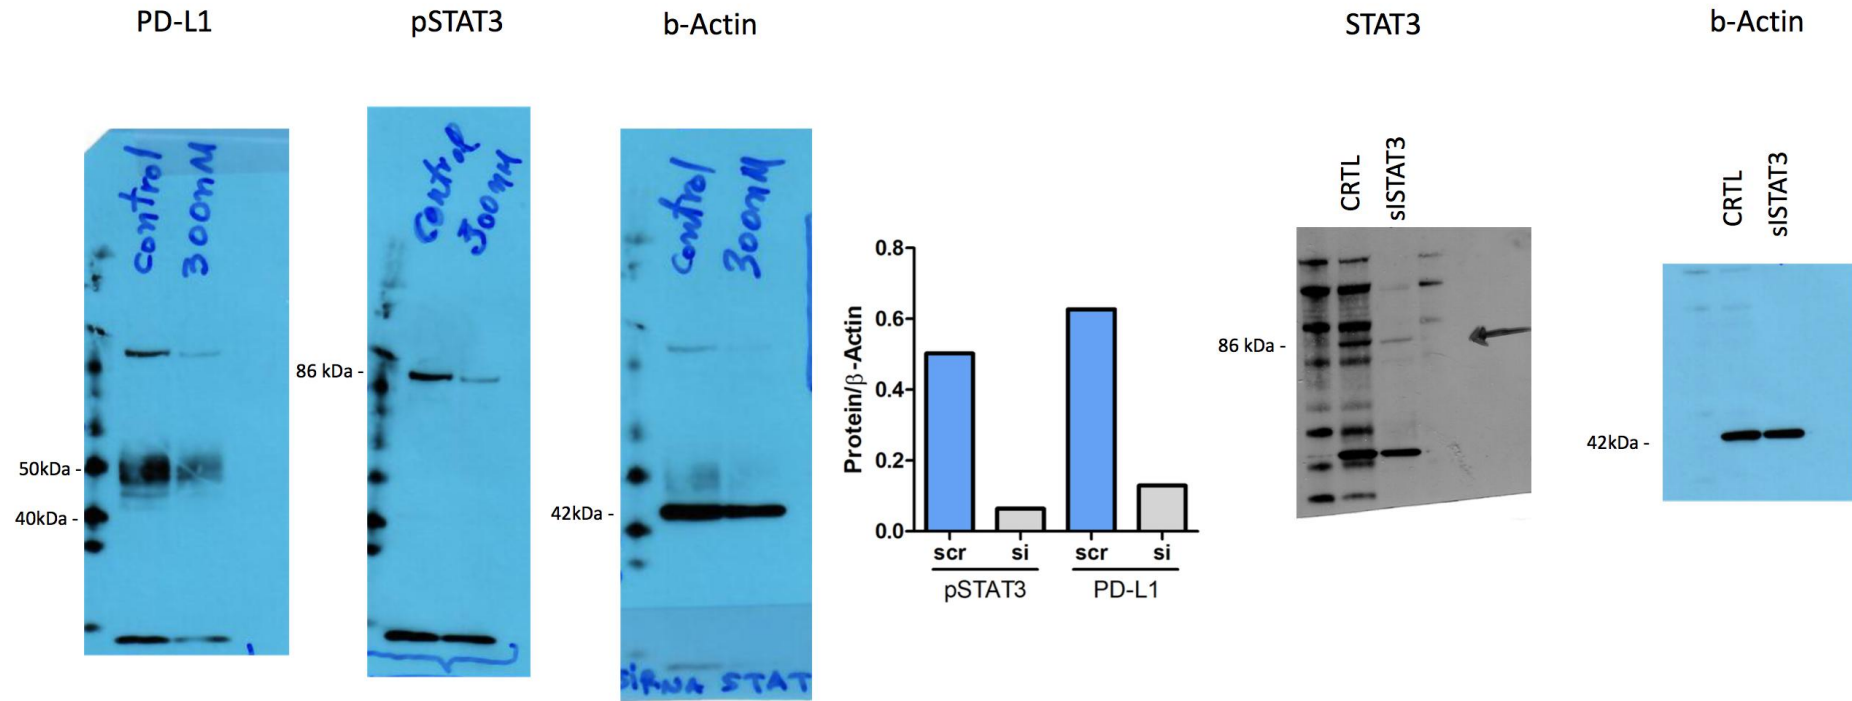 PD-L1
pSTAT3
b-Actin
STAT3
b-Actin
control
300nM
50kDa -
40kDa -
control
300nM
86 kDa -
control
300nM
42kDa -
siRNA STAT
0.8
0.6
0.4
0.2
0.0
Protein/β-Actin
scr si scr si
pSTAT3 PD-L1
CRTL
sISTAT3
86 kDa -
CRTL
sISTAT3
42kDa -